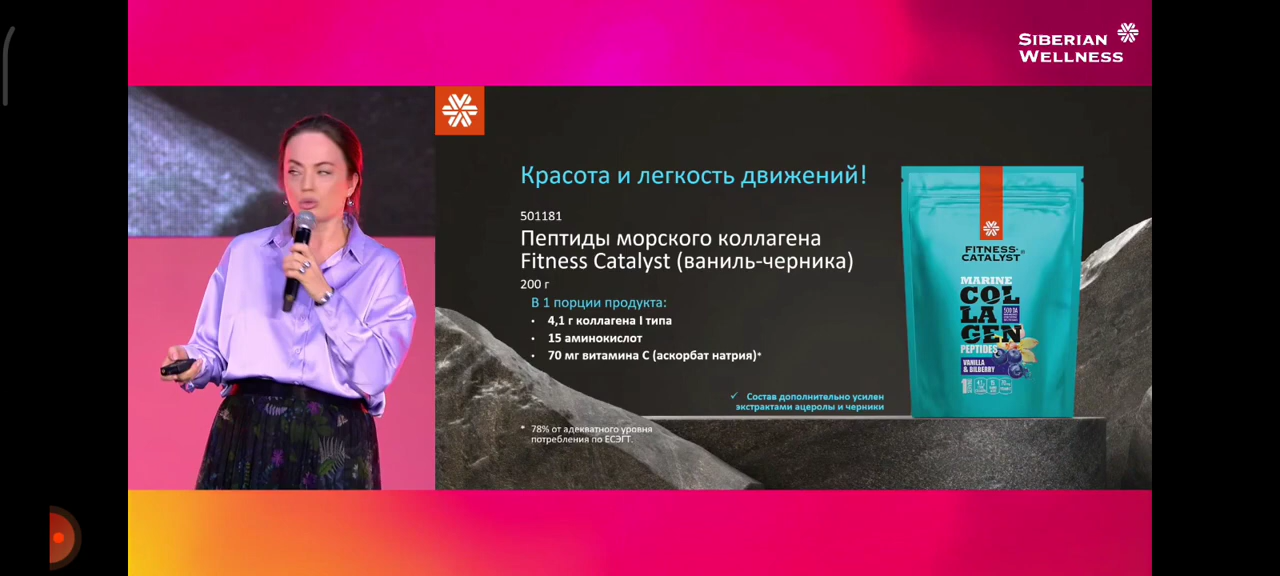 SIBERIAN
WELLNESS
Красота и легкость движений!
501181
Пептиды морского коллагена
Fitness Catalyst (ваниль-черника)
200 г
В 1 порции продукта:
• 4,1 г коллагена I типа
• 15 аминокислот
• 70 мг витамина С (аскорбат натрия)*
✓ Состав дополнительно усилен
экстрактами ацеролы и черники
* 78% от адекватного уровня
потребления по ЕСЭГТ.
FITNESS-
CATALYST®
MARINE
COL
LA
GEN
PEPTIDES
VANILLA
& BILBERRY